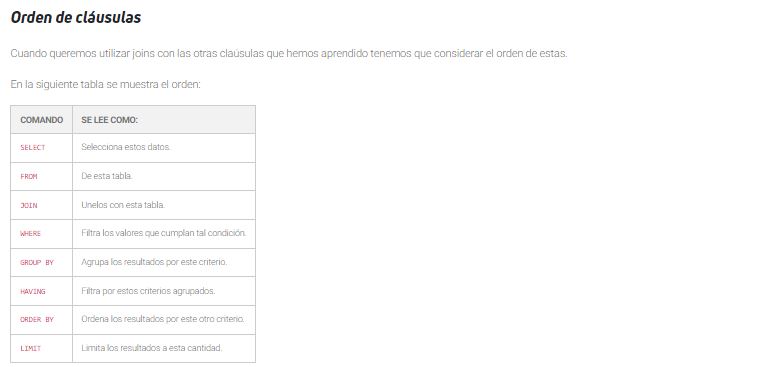 Orden de cláusulas
Cuando queremos utilizar joins con las otras claúsulas que hemos aprendido tenemos que considerar el orden de estas.
En la siguiente tabla se muestra el orden:
COMANDO SE LEE COMO:
SELECT Selecciona estos datos.
FROM De esta tabla.
JOIN Únelos con esta tabla.
WHERE Filtra los valores que cumplan tal condición.
GROUP BY Agrupa los resultados por este criterio.
HAVING Filtra por estos criterios agrupados.
ORDER BY Ordena los resultados por este otro criterio.
LIMIT Limita los resultados a esta cantidad.